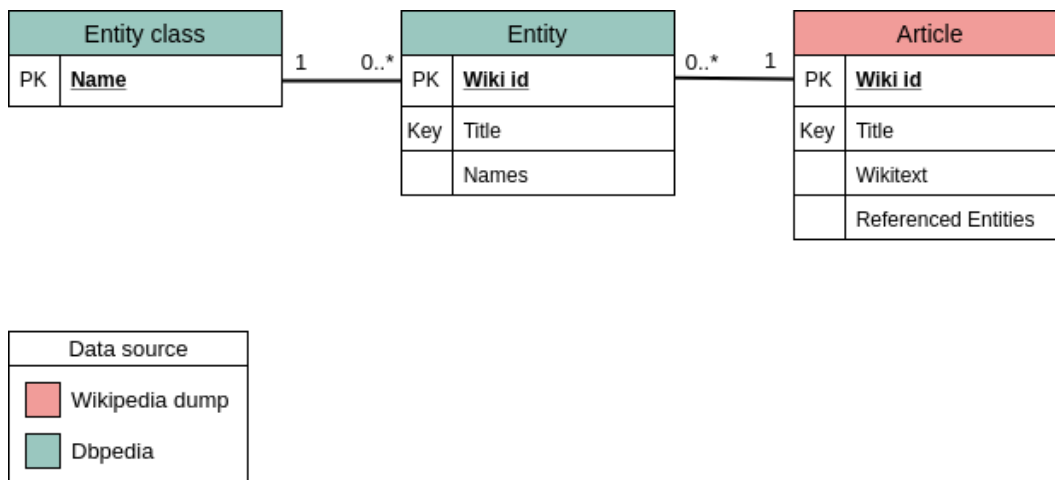 Entity class
PK Name
1 0..*
Entity
PK Wiki id
Key Title
Names
0..* 1
Article
PK Wiki id
Key Title
Wikitext
Referenced Entities
Data source
Wikipedia dump
Dbpedia